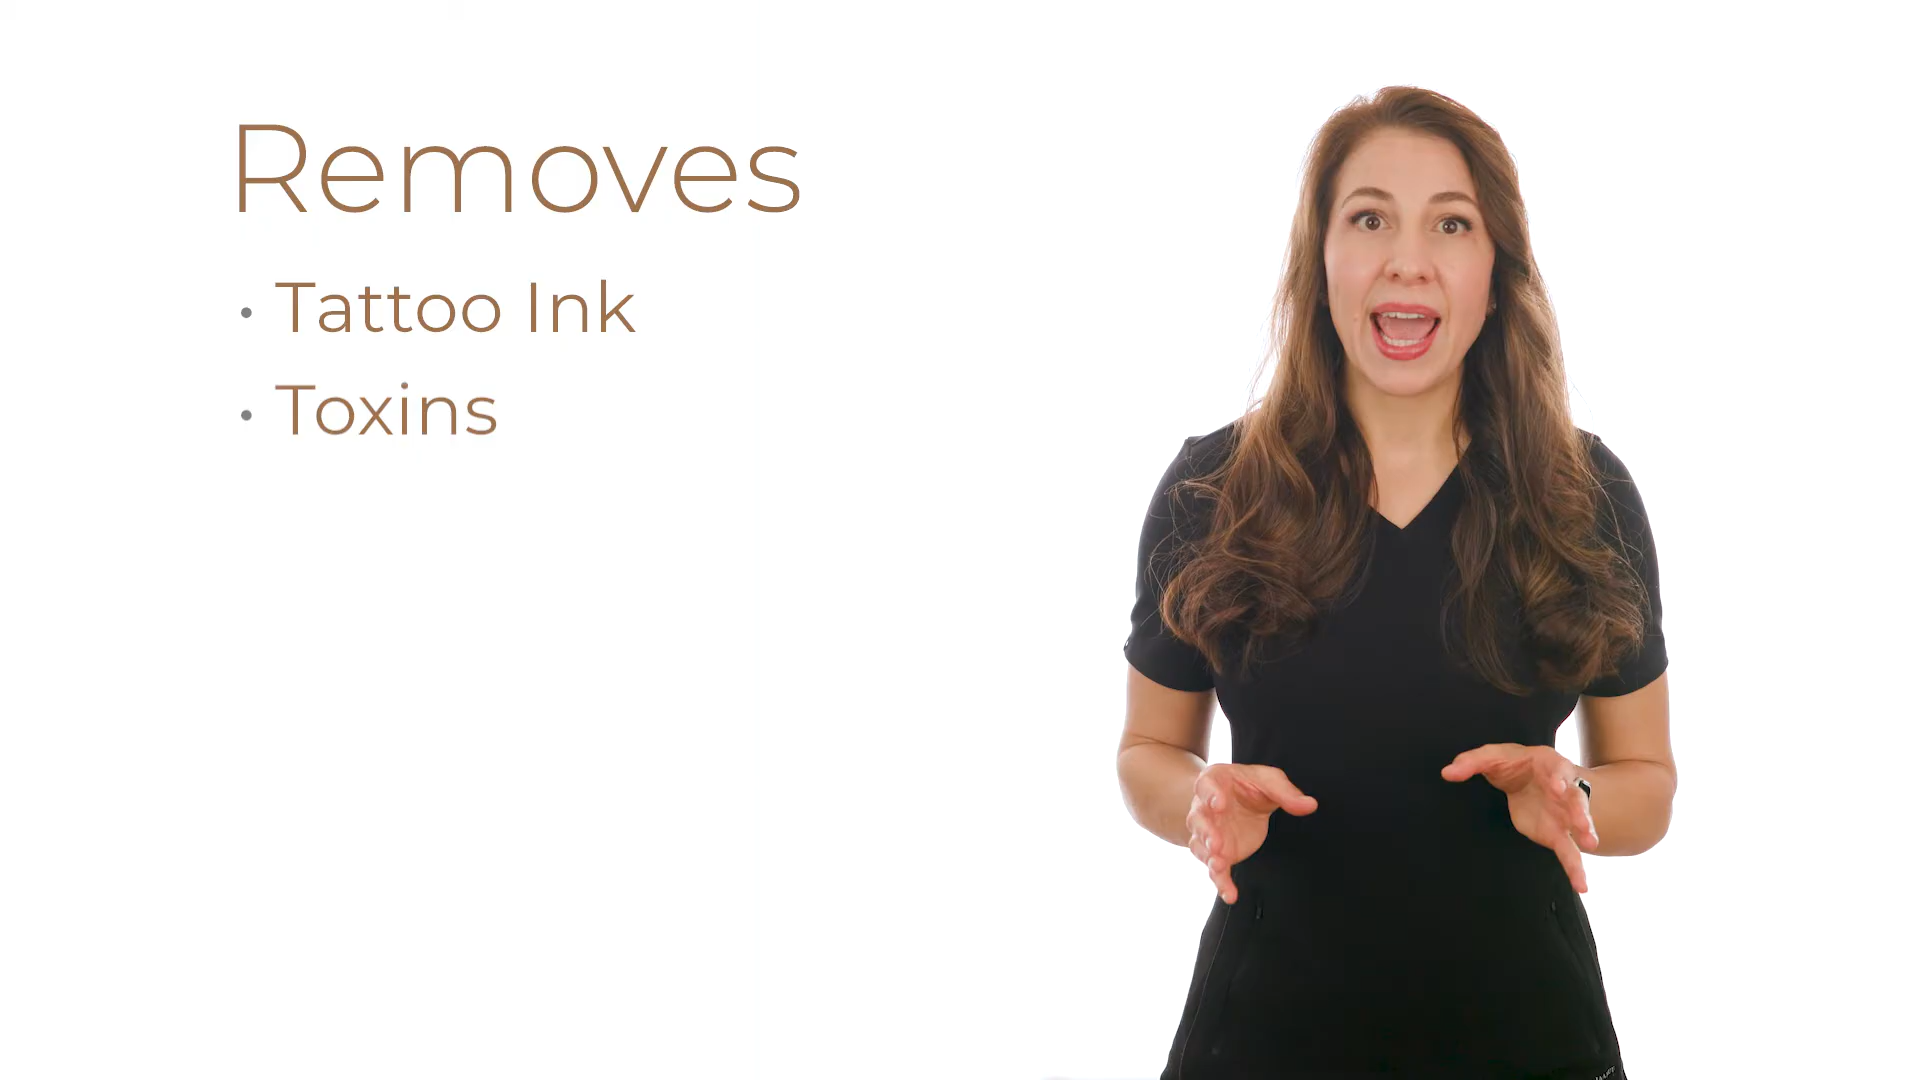 Removes
• Tattoo Ink
• Toxins